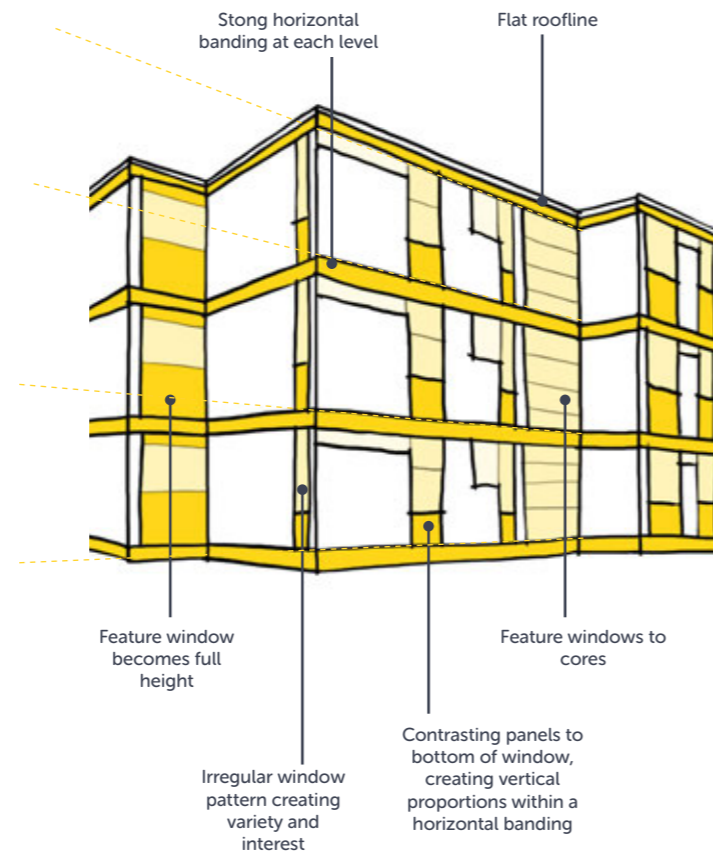 Stong horizontal
banding at each level
Flat roofline
Feature window
becomes full
height
Feature windows to
cores
Irregular window
pattern creating
variety and
interest
Contrasting panels to
bottom of window,
creating vertical
proportions within a
horizontal banding